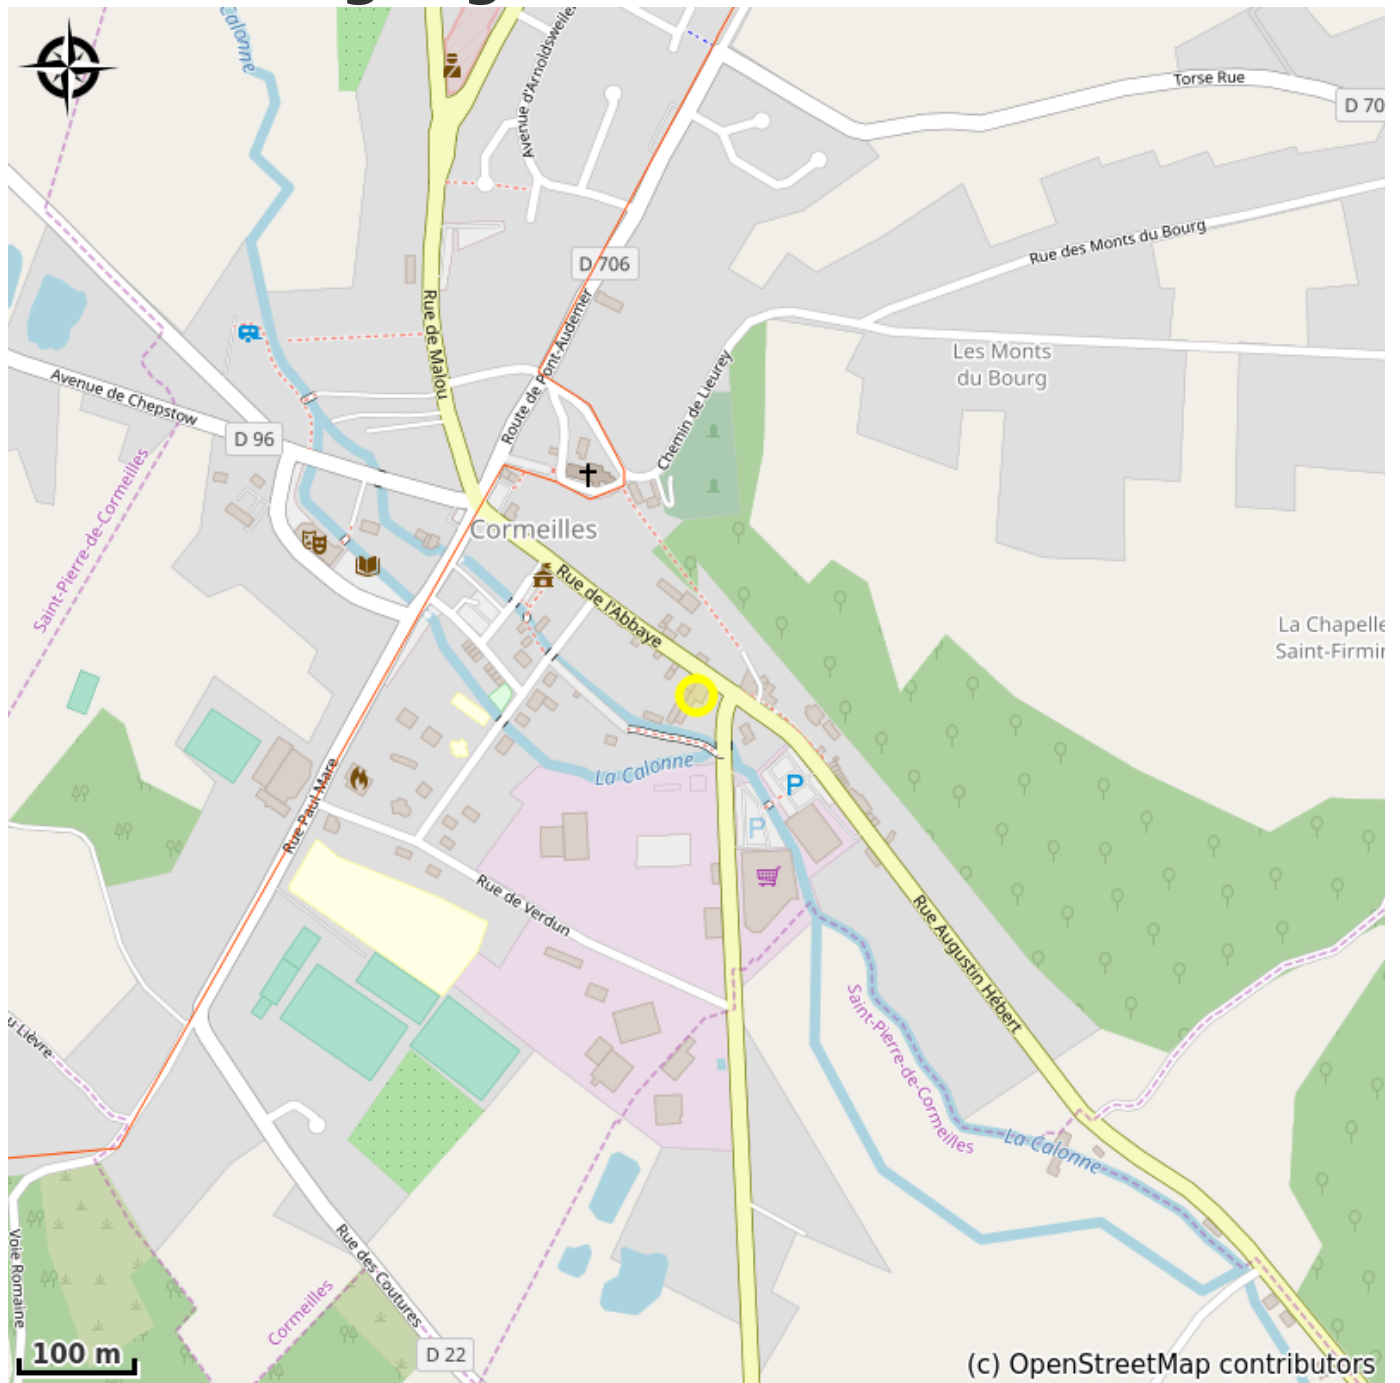 Calonne
Avenue d'Arnoldsweiler
Torse Rue
D 70
D 706
Rue des Monts du Bourg
Rue de Malou
Route de Pont-Audemer
Les Monts
du Bourg
Chemin de Lieurey
Avenue de Chepstow
D 96
Saint-Pierre-de-Cormeilles
Cormeilles
Rue de l'Abbaye
La Chapelle
Saint-Firmin
La Calonne
P
P
Rue Paul Mare
Rue de Verdun
Rue Augustin Hébert
Saint-Pierre-de-Cormeilles
u Lièvre
La Calonne
Voie Romaine
Rue des Coutures
Cormeilles
D 22
100 m
(c) OpenStreetMap contributors